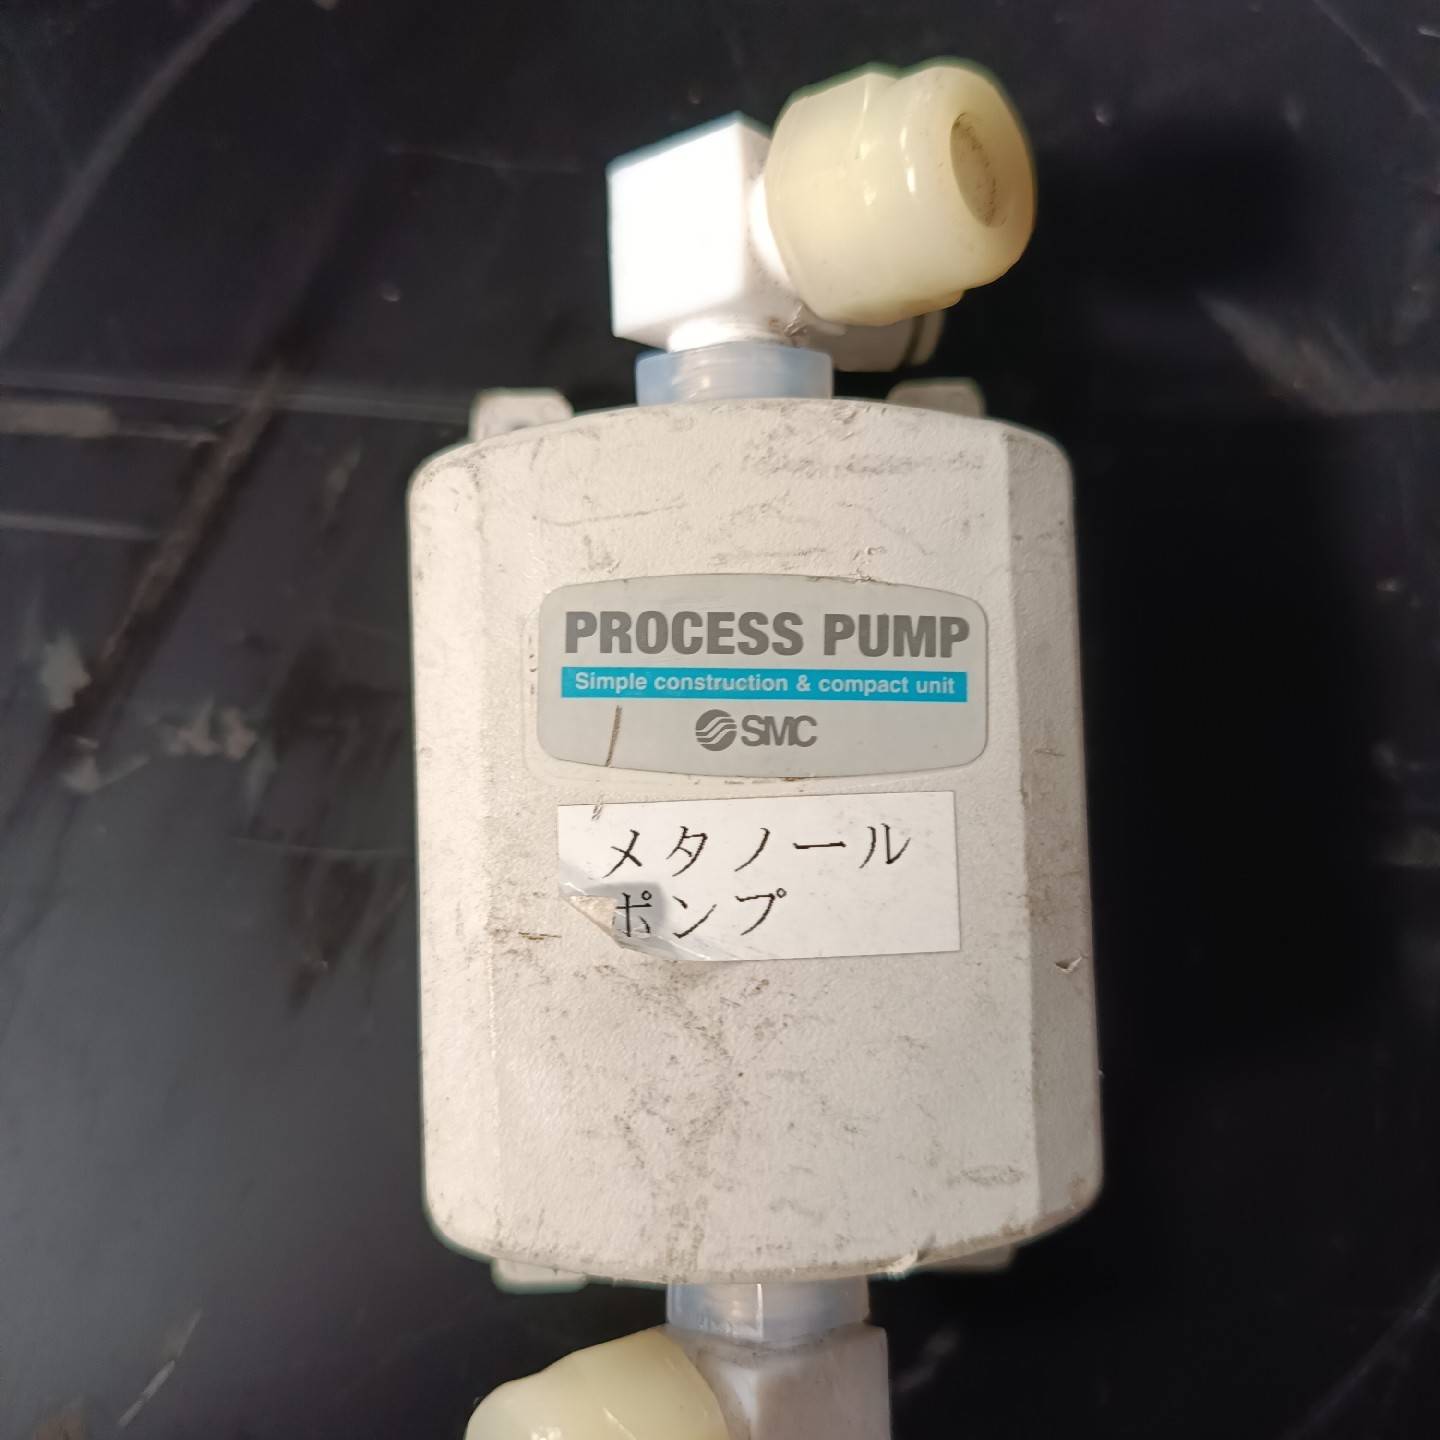 PROCESS PUMP
Simple construction & compact unit
SMC
メタノール
ポンプ